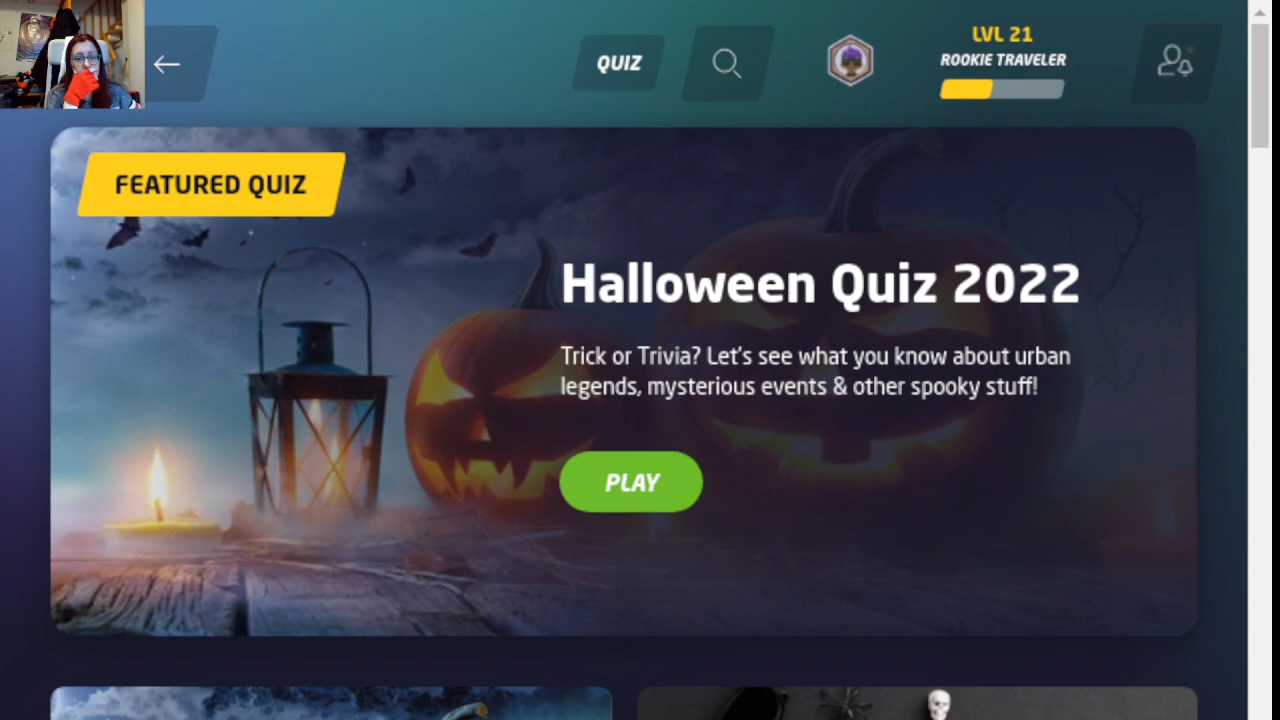 QUIZ
LVL 21
ROOKIE TRAVELER
FEATURED QUIZ
Halloween Quiz 2022
Trick or Trivia? Let's see what you know about urban
legends, mysterious events & other spooky stuff!
PLAY